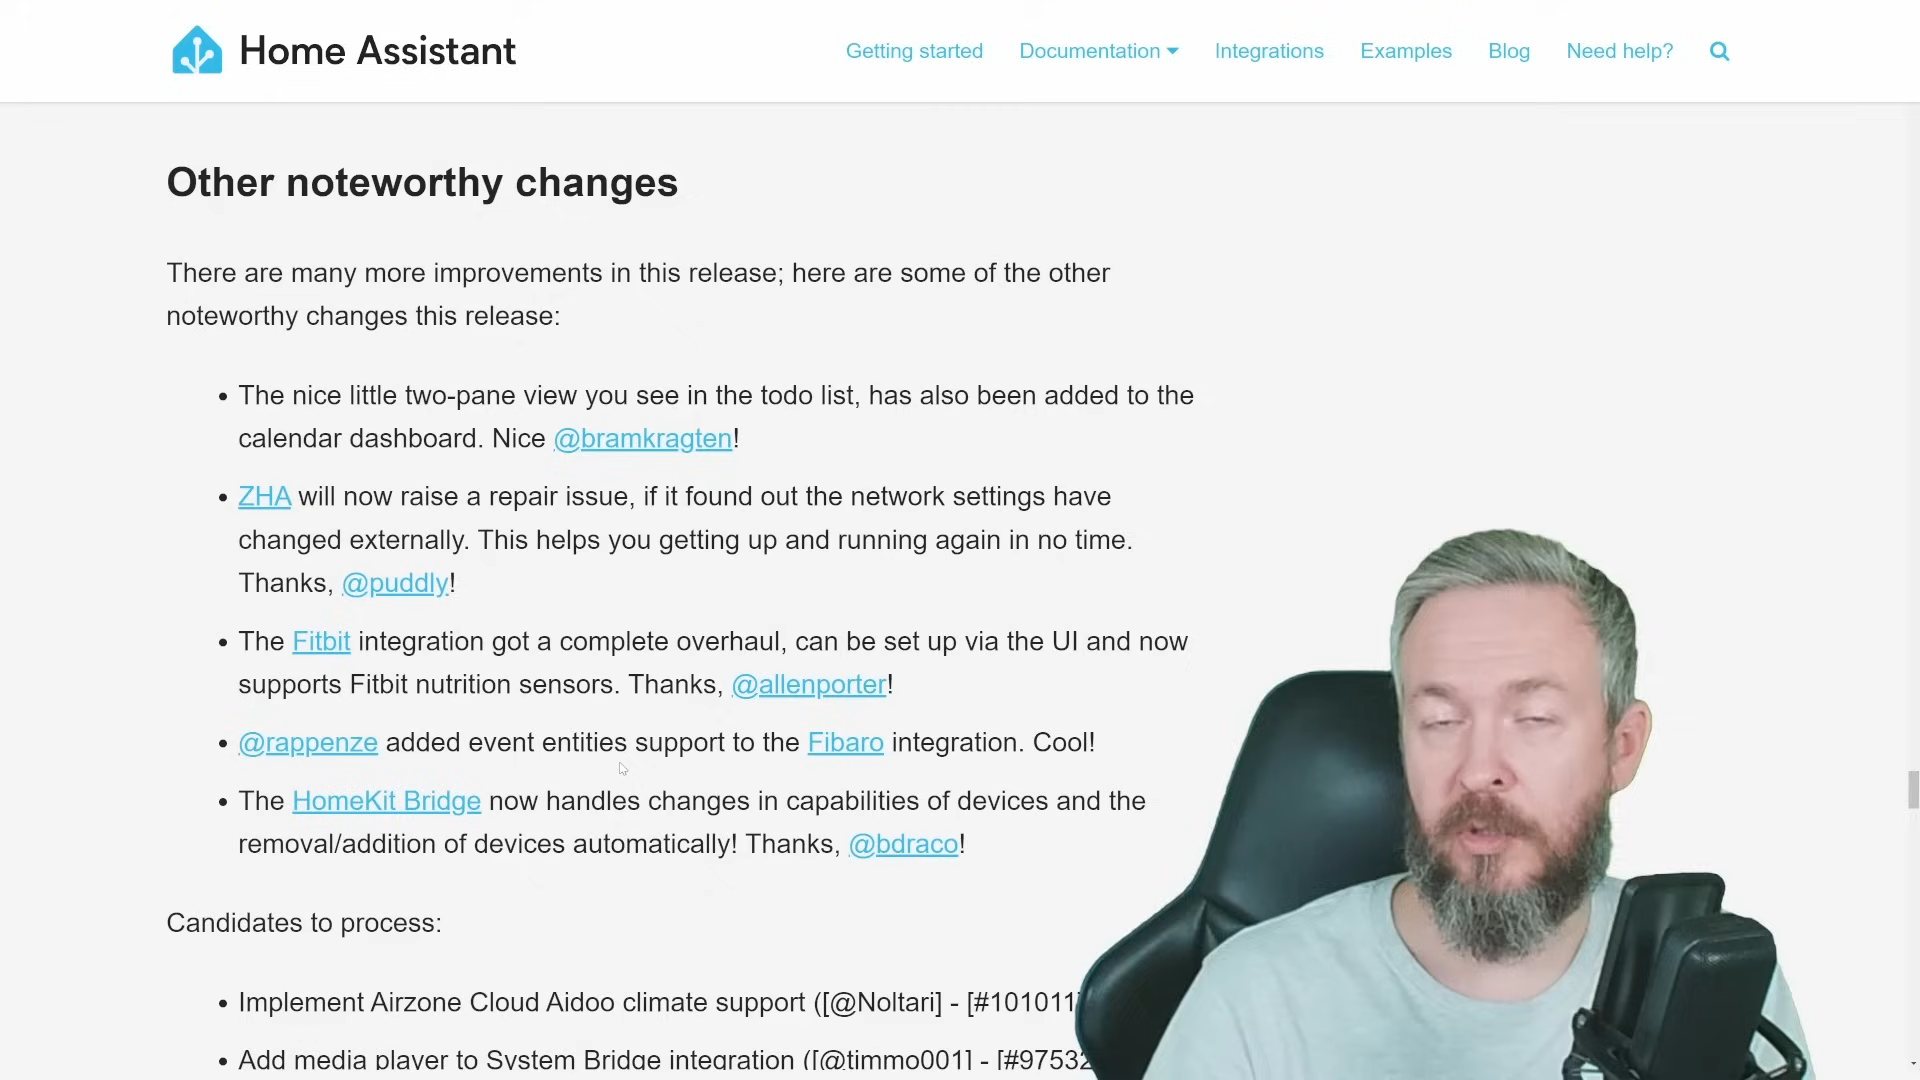 Home Assistant
Getting started
Documentation
Integrations
Examples
Blog
Need help?
Other noteworthy changes
There are many more improvements in this release; here are some of the other
noteworthy changes this release:
• The nice little two-pane view you see in the todo list, has also been added to the
calendar dashboard. Nice @bramkragten!
• ZHA will now raise a repair issue, if it found out the network settings have
changed externally. This helps you getting up and running again in no time.
Thanks, @puddly!
• The Fitbit integration got a complete overhaul, can be set up via the UI and now
supports Fitbit nutrition sensors. Thanks, @allenporter!
• @rappenze added event entities support to the Fibaro integration. Cool!
• The HomeKit Bridge now handles changes in capabilities of devices and the
removal/addition of devices automatically! Thanks, @bdraco!
Candidates to process:
• Implement Airzone Cloud Aidoo climate support ([@Noltari] - [#101011
• Add media player to System Bridge integration ([@timmo001] - [#97532